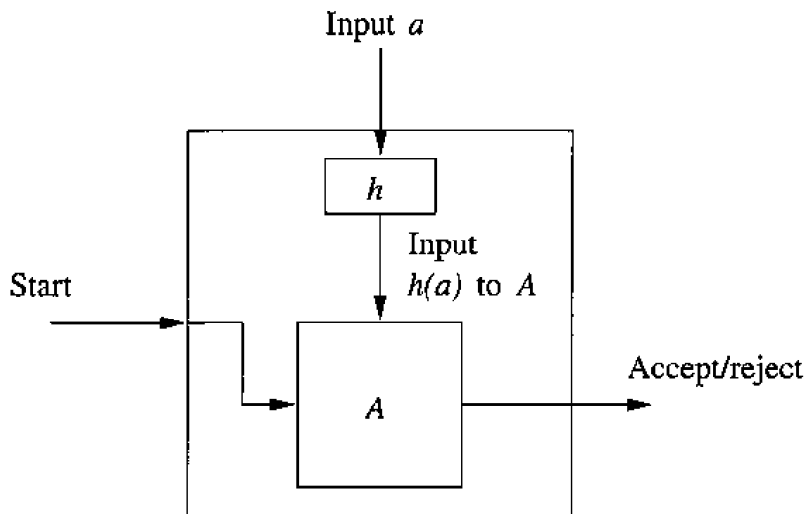 Input a
h
Input
h(a) to A
Start
Accept/reject
A